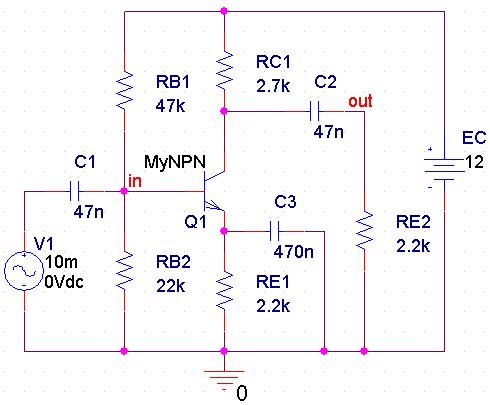 RB1
47k
RC1
2.7k
C2
47n
out
EC
12
+
-
C1
47n
in
MyNPN
Q1
C3
470n
V1
10m
0Vdc
+
-
RB2
22k
RE1
2.2k
RE2
2.2k
0